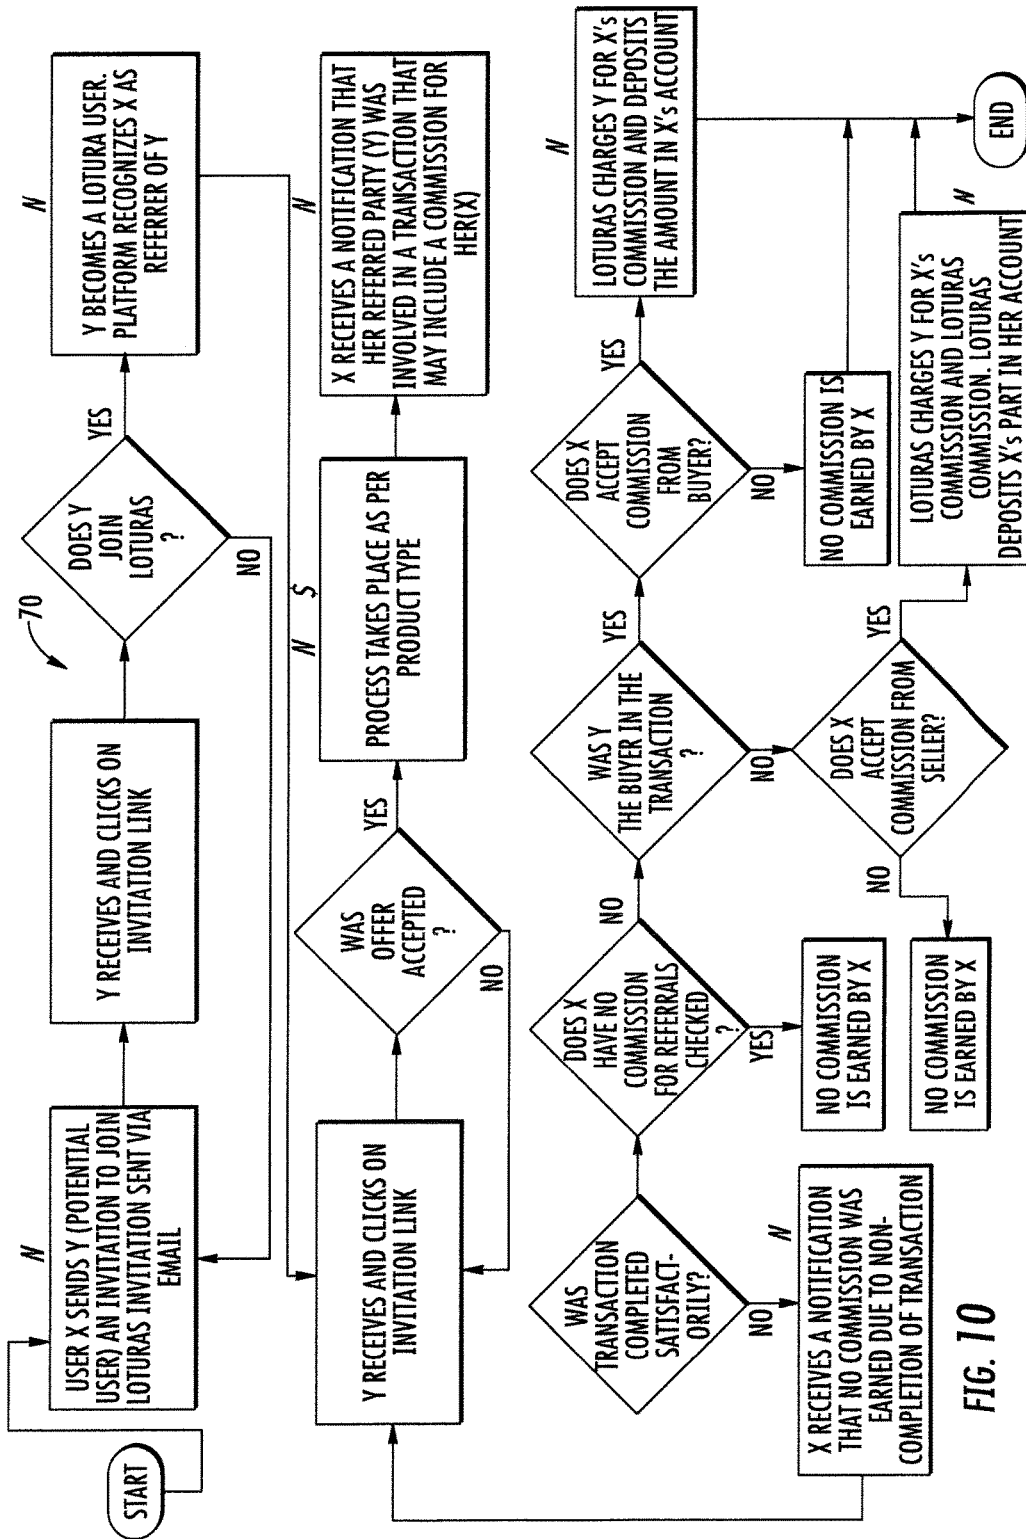 START
N
USER X SENDS Y (POTENTIAL
USER) AN INVITATION TO JOIN
LOTURAS INVITATION SENT VIA
EMAIL
Y RECEIVES AND CLICKS ON
INVITATION LINK
70
DOES Y
JOIN
LOTURAS
?
YES
NO
N
Y BECOMES A LOTURA USER.
PLATFORM RECOGNIZES X AS
REFERRER OF Y
Y RECEIVES AND CLICKS ON
INVITATION LINK
WAS
OFFER
ACCEPTED
?
YES
NO
N $
PROCESS TAKES PLACE AS PER
PRODUCT TYPE
N
X RECEIVES A NOTIFICATION THAT
HER REFERRED PARTY (Y) WAS
INVOLVED IN A TRANSACTION THAT
MAY INCLUDE A COMMISSION FOR
HER(X)
WAS
TRANSACTION
COMPLETED
SATISFACT-
ORILY?
NO
N
X RECEIVES A NOTIFICATION
THAT NO COMMISSION WAS
EARNED DUE TO NON-
COMPLETION OF TRANSACTION
DOES X
HAVE NO
COMMISSION
FOR REFERRALS
CHECKED
?
NO
YES
NO COMMISSION
IS EARNED BY X
WAS Y
THE BUYER IN THE
TRANSACTION
?
YES
NO
DOES X
ACCEPT
COMMISSION FROM
SELLER?
NO
YES
NO COMMISSION
IS EARNED BY X
DOES X
ACCEPT
COMMISSION
FROM
BUYER?
YES
NO
NO COMMISSION IS
EARNED BY X
N
LOTURAS CHARGES Y FOR X's
COMMISSION AND DEPOSITS
THE AMOUNT IN X's ACCOUNT
LOTURAS CHARGES Y FOR X's
COMMISSION AND LOTURAS
COMMISSION. LOTURAS
DEPOSITS X's PART IN HER ACCOUNT
N
END
FIG. 10